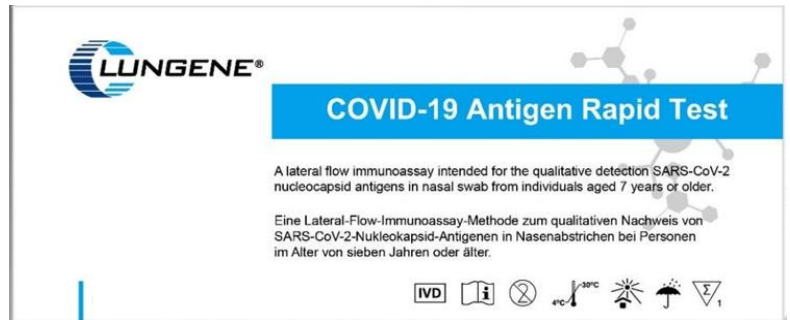 LUNGENE®
COVID-19 Antigen Rapid Test
A lateral flow immunoassay intended for the qualitative detection SARS-CoV-2
nucleocapsid antigens in nasal swab from individuals aged 7 years or older.
Eine Lateral-Flow-Immunoassay-Methode zum qualitativen Nachweis von
SARS-CoV-2-Nukleokapsid-Antigenen in Nasenabstrichen bei Personen
im Alter von sieben Jahren oder älter.
IVD i 2 4°C 30°C Σ 1